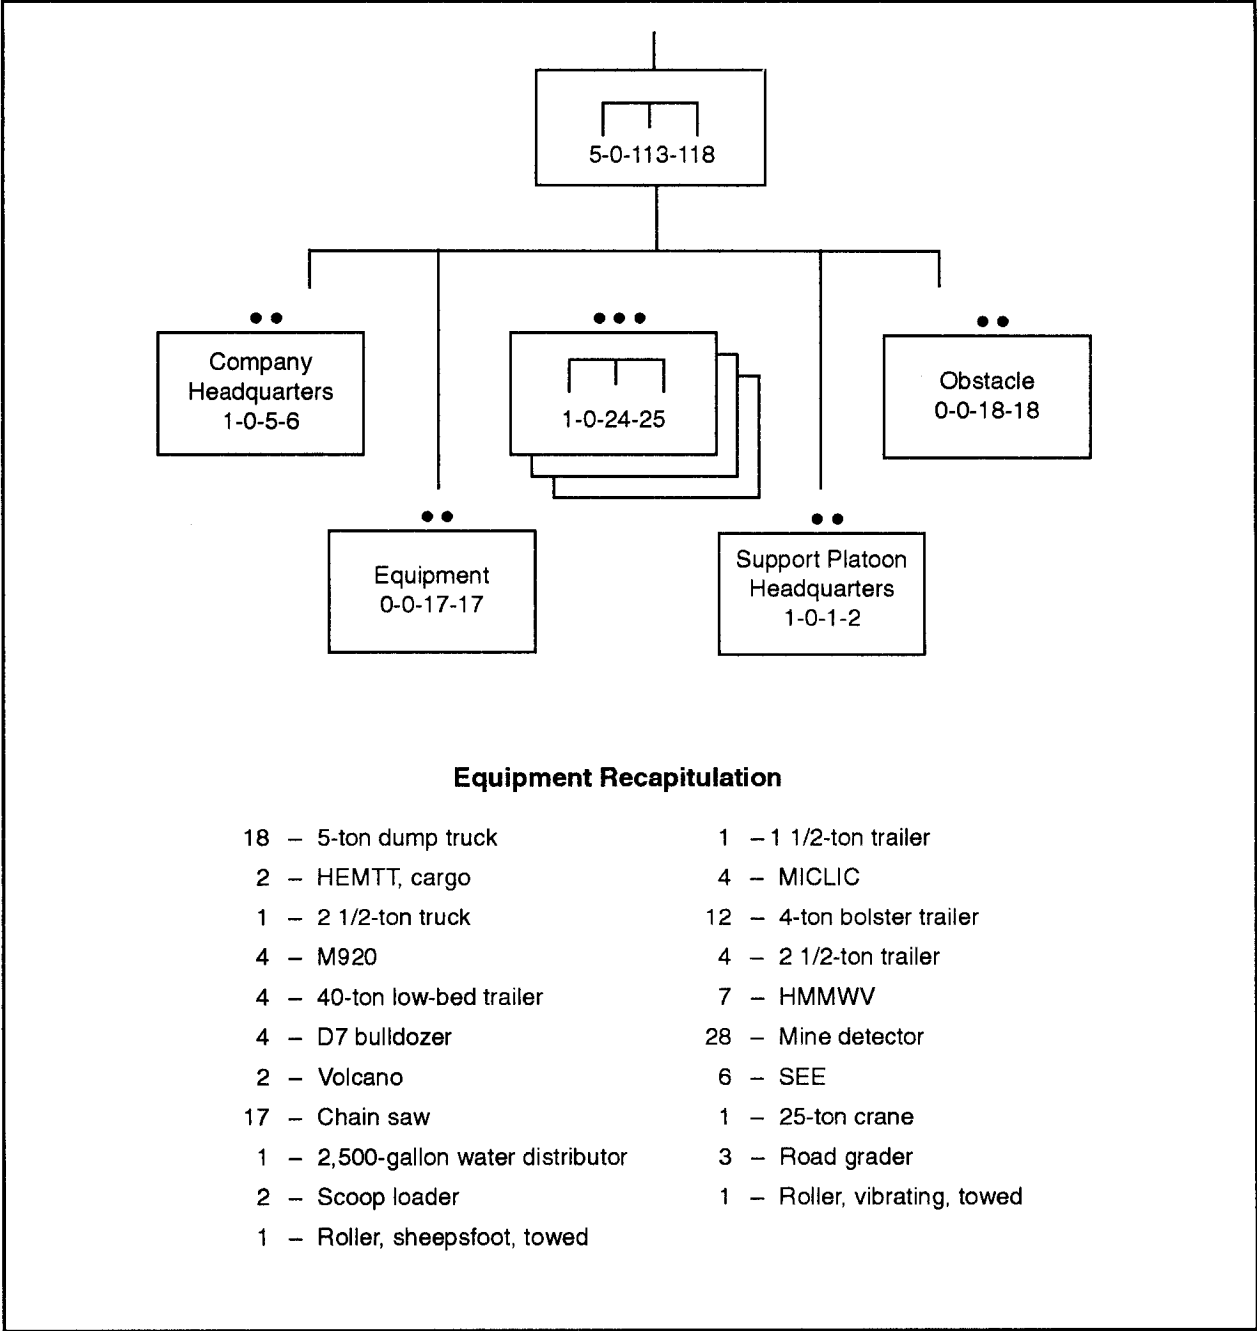 5-0-113-118
Company
Headquarters
1-0-5-6
1-0-24-25
Obstacle
0-0-18-18
Equipment
0-0-17-17
Support Platoon
Headquarters
1-0-1-2
Equipment Recapitulation
18 – 5-ton dump truck
2 – HEMTT, cargo
1 – 2 1/2-ton truck
4 – M920
4 – 40-ton low-bed trailer
4 – D7 bulldozer
2 – Volcano
17 – Chain saw
1 – 2,500-gallon water distributor
2 – Scoop loader
1 – Roller, sheepsfoot, towed
1 – 1 1/2-ton trailer
4 – MICLIC
12 – 4-ton bolster trailer
4 – 2 1/2-ton trailer
7 – HMMWV
28 – Mine detector
6 – SEE
1 – 25-ton crane
3 – Road grader
1 – Roller, vibrating, towed